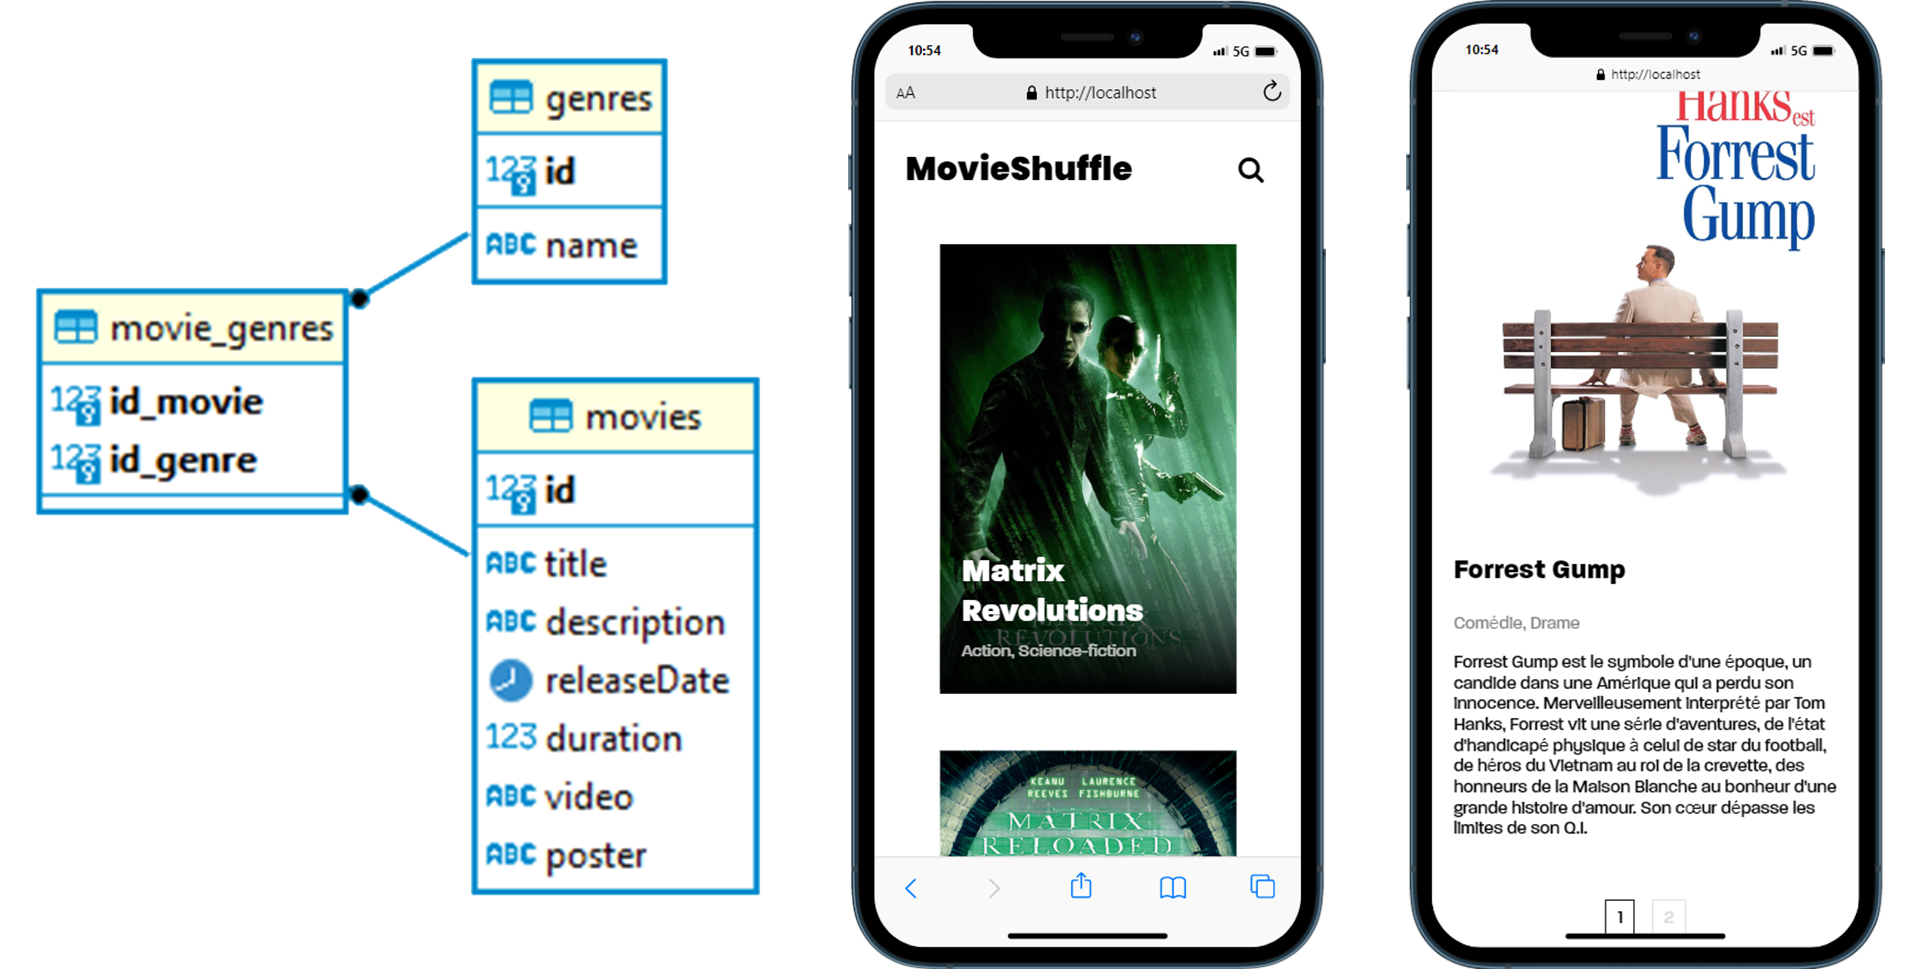 genres
123 id
ABC name
movie_genres
123 id_movie
123 id_genre
movies
123 id
ABC title
ABC description
releaseDate
123 duration
ABC video
ABC poster
10:54
5G
AA
http://localhost
MovieShuffle
Matrix
Revolutions
MATRIX
REVOLUTIONS
Action, Science-fiction
KEANU LAURENCE
REEVES FISHBURNE
MATRIX
RELOADED
10:54
5G
http://localhost
Hanks est
Forrest
Gump
Forrest Gump
Comédie, Drame
Forrest Gump est le symbole d'une époque, un
candide dans une Amérique qui a perdu son
innocence. Merveilleusement interprété par Tom
Hanks, Forrest vit une série d'aventures, de l'état
d'handicapé physique à celui de star du football,
de héros du Vietnam au roi de la crevette, des
honneurs de la Maison Blanche au bonheur d'une
grande histoire d'amour. Son cœur dépasse les
limites de son Q.I.
1 2